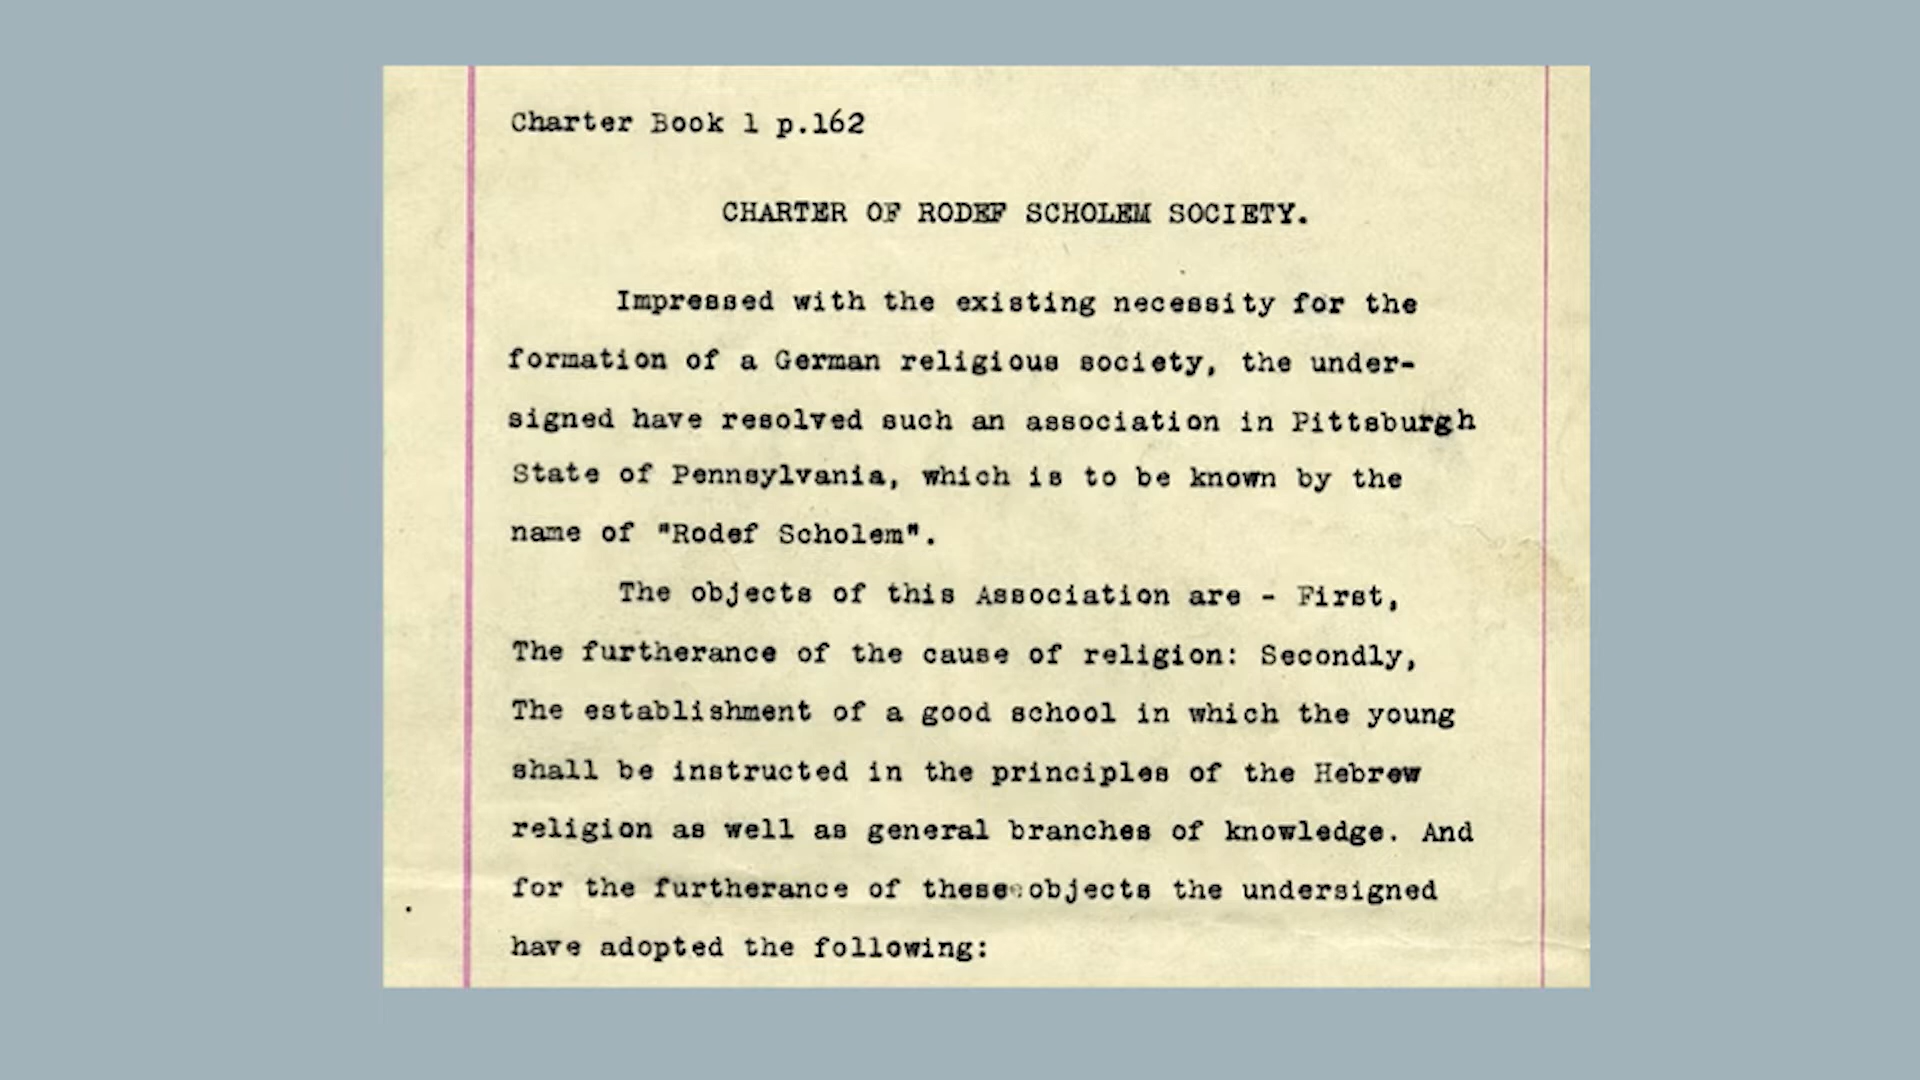 Charter Book 1 p.162
CHARTER OF RODEF SCHOLEM SOCIETY.
Impressed with the existing necessity for the
formation of a German religious society, the under-
signed have resolved such an association in Pittsburgh
State of Pennsylvania, which is to be known by the
name of "Rodef Scholem".
The objects of this Association are - First,
The furtherance of the cause of religion: Secondly,
The establishment of a good school in which the young
shall be instructed in the principles of the Hebrew
religion as well as general branches of knowledge. And
for the furtherance of these objects the undersigned
have adopted the following: